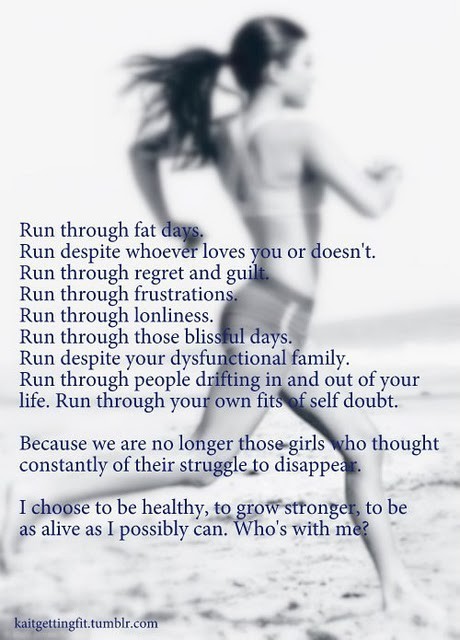 Run through fat days.
Run despite whoever loves you or doesn't.
Run through regret and guilt.
Run through frustrations.
Run through lonliness.
Run through those blissful days.
Run despite your dysfunctional family.
Run through people drifting in and out of your
life. Run through your own fits of self doubt.
Because we are no longer those girls who thought
constantly of their struggle to disappear.
I choose to be healthy, to grow stronger, to be
as alive as I possibly can. Who's with me?
kaitgettingfit.tumblr.com